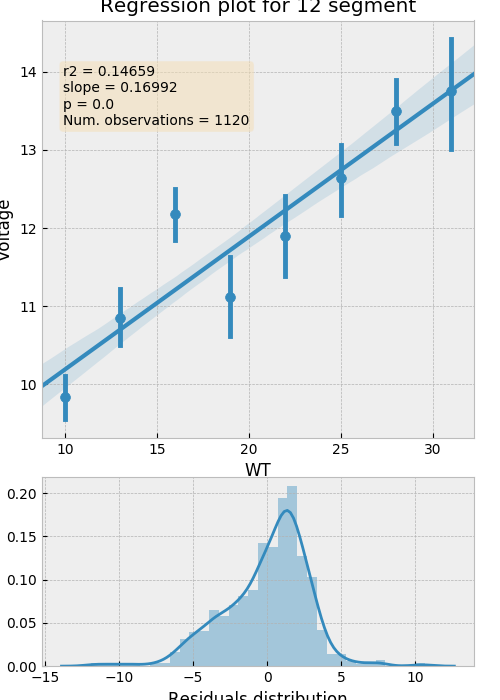 Regression plot for 12 segment
r2 = 0.14659
slope = 0.16992
p = 0.0
Num. observations = 1120
Voltage
14
13
12
11
10
10 15 20 25 30
WT
0.20
0.15
0.10
0.05
0.00
−15 −10 −5 0 5 10
Residuals distribution